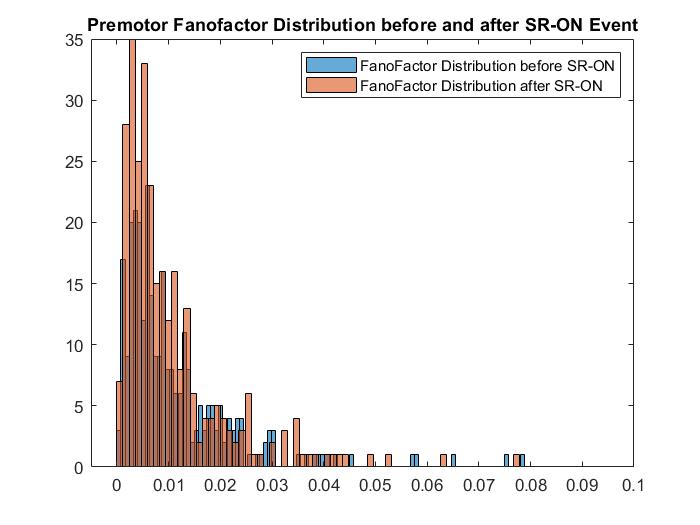 Premotor Fanofactor Distribution before and after SR-ON Event
35
FanoFactor Distribution before SR-ON
FanoFactor Distribution after SR-ON
30
25
20
15
10
5
0
0 0.01 0.02 0.03 0.04 0.05 0.06 0.07 0.08 0.09 0.1